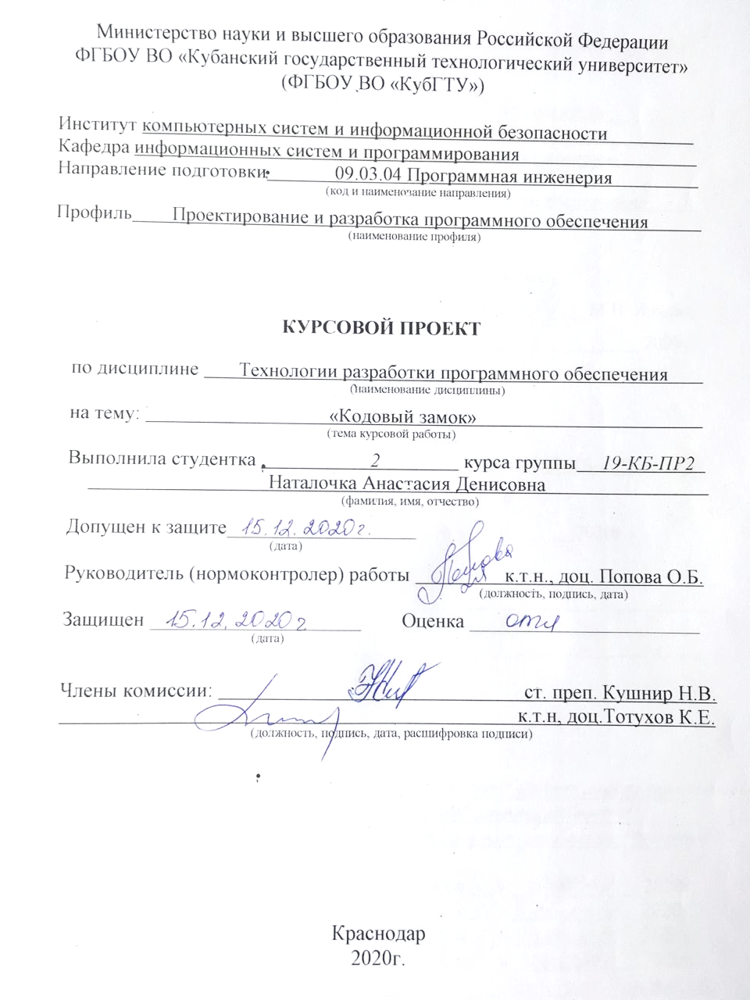 Министерство науки и высшего образования Российской Федерации
ФГБОУ ВО «Кубанский государственный технологический университет»
(ФГБОУ ВО «КубГТУ»)
Институт компьютерных систем и информационной безопасности
Кафедра информационных систем и программирования
Направление подготовки: 09.03.04 Программная инженерия
(код и наименование направления)
Профиль Проектирование и разработка программного обеспечения
(наименование профиля)
КУРСОВОЙ ПРОЕКТ
по дисциплине Технологии разработки программного обеспечения
(наименование дисциплины)
на тему: «Кодовый замок»
(тема курсовой работы)
Выполнила студентка 2 курса группы 19-КБ-ПР2
Наталочка Анастасия Денисовна
(фамилия, имя, отчество)
Допущен к защите 15.12.2020г.
(дата)
Руководитель (нормоконтролер) работы к.т.н., доц. Попова О.Б.
(должность, подпись, дата)
Защищен 15.12.2020г Оценка отл
(дата)
Члены комиссии: ст. преп. Кушнир Н.В.
к.т.н, доц.Тотухов К.Е.
(должность, подпись, дата, расшифровка подписи)
Краснодар
2020г.